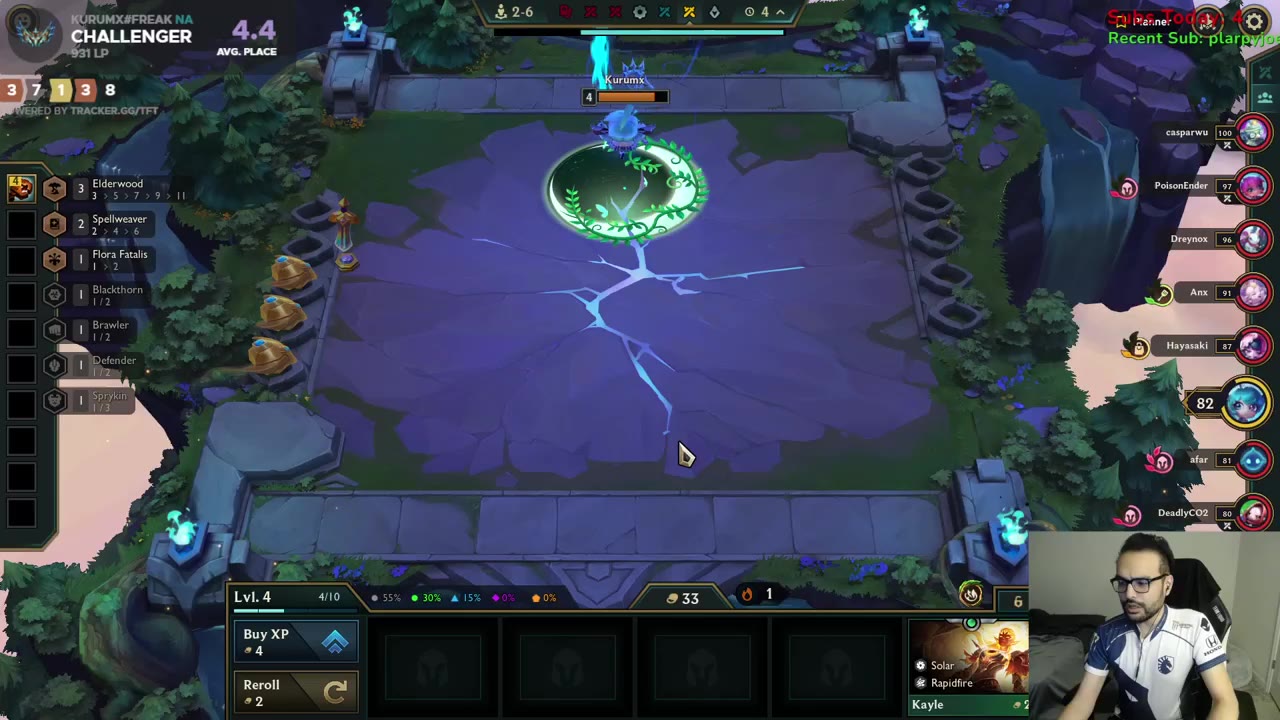 KURUMX#FREAK NA
CHALLENGER
931 LP
4.4
AVG. PLACE
3 7 1 3 8
WERED BY TRACKER.GG/TFT
2-6
4
Planner
Subs Today: 4
Recent Sub: plarpyjos
Kurumx
4
casparwu 100
PoisonEnder 97
Dreynox 96
Anx 91
Hayasaki 87
82
afar 81
DeadlyCO2 80
4
3 Elderwood
3 > 5 > 7 > 9 > 11
2 Spellweaver
2 > 4 > 6
1 Flora Fatalis
1 > 2
1 Blackthorn
1 / 2
1 Brawler
1 / 2
1 Defender
1 / 2
1 Sprykin
1 / 3
Lvl. 4 4/10
55% 30% 15% 0% 0%
33
1
6
Buy XP
4
Reroll
2
Solar
Rapidfire
Kayle
HONDA